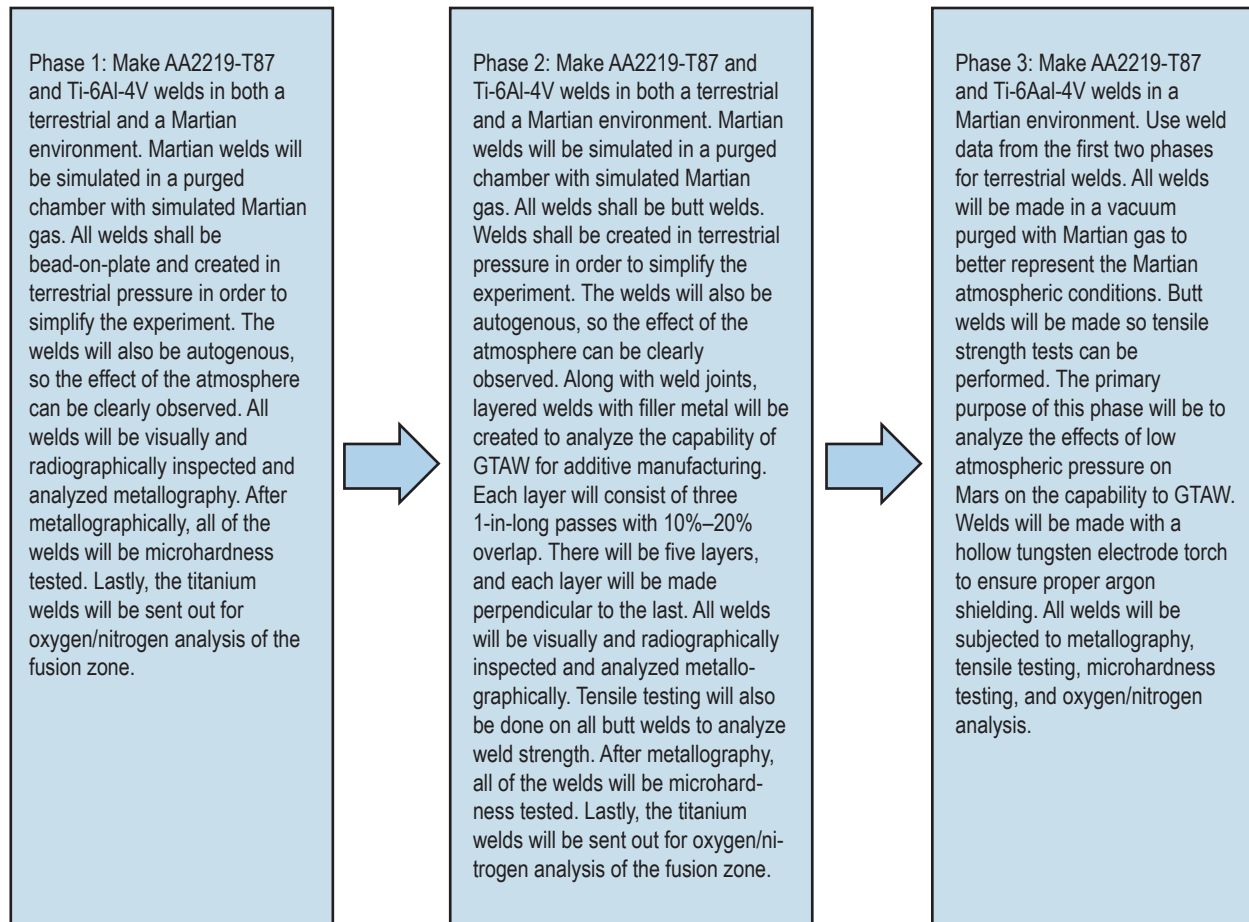 Phase 1: Make AA2219-T87
and Ti-6Al-4V welds in both a
terrestrial and a Martian
environment. Martian welds will
be simulated in a purged
chamber with simulated Martian
gas. All welds shall be
bead-on-plate and created in
terrestrial pressure in order to
simplify the experiment. The
welds will also be autogenous,
so the effect of the atmosphere
can be clearly observed. All
welds will be visually and
radiographically inspected and
analyzed metallography. After
metallographically, all of the
welds will be microhardness
tested. Lastly, the titanium
welds will be sent out for
oxygen/nitrogen analysis of the
fusion zone.
Phase 2: Make AA2219-T87 and
Ti-6Al-4V welds in both a terrestrial
and a Martian environment. Martian
welds will be simulated in a purged
chamber with simulated Martian
gas. All welds shall be butt welds.
Welds shall be created in terrestrial
pressure in order to simplify the
experiment. The welds will also be
autogenous, so the effect of the
atmosphere can be clearly
observed. Along with weld joints,
layered welds with filler metal will be
created to analyze the capability of
GTAW for additive manufacturing.
Each layer will consist of three
1-in-long passes with 10%–20%
overlap. There will be five layers,
and each layer will be made
perpendicular to the last. All welds
will be visually and radiographically
inspected and analyzed metallo-
graphically. Tensile testing will also
be done on all butt welds to analyze
weld strength. After metallography,
all of the welds will be microhard-
ness tested. Lastly, the titanium
welds will be sent out for oxygen/ni-
trogen analysis of the fusion zone.
Phase 3: Make AA2219-T87
and Ti-6Aal-4V welds in a
Martian environment. Use weld
data from the first two phases
for terrestrial welds. All welds
will be made in a vacuum
purged with Martian gas to
better represent the Martian
atmospheric conditions. Butt
welds will be made so tensile
strength tests can be
performed. The primary
purpose of this phase will be to
analyze the effects of low
atmospheric pressure on
Mars on the capability to GTAW.
Welds will be made with a
hollow tungsten electrode torch
to ensure proper argon
shielding. All welds will be
subjected to metallography,
tensile testing, microhardness
testing, and oxygen/nitrogen
analysis.